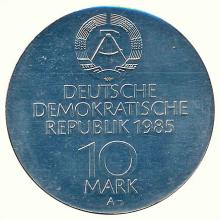 DEUTSCHE
DEMOKRATISCHE
REPUBLIK 1985
10
MARK
A